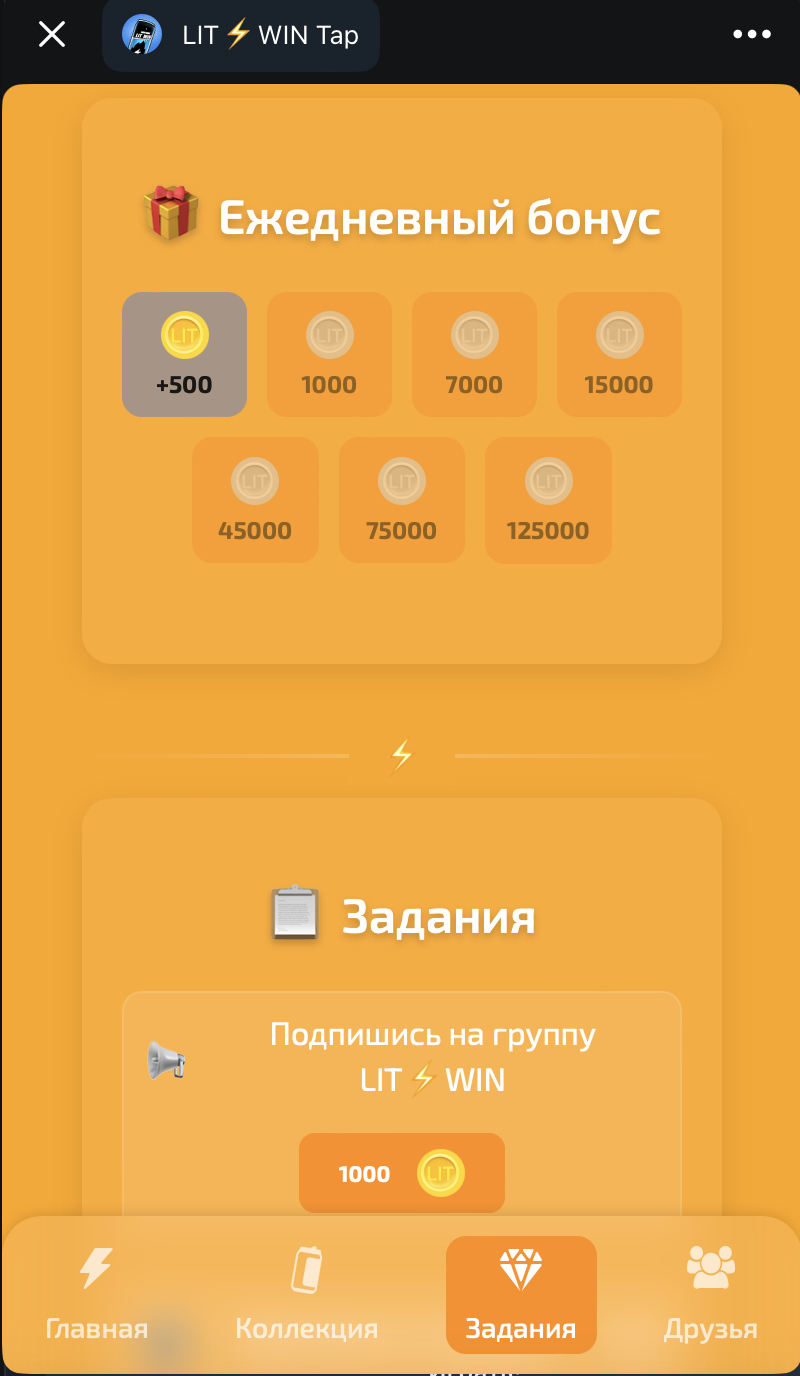 LIT⚡WIN Tap
Ежедневный бонус
LIT LIT LIT LIT
+500 1000 7000 15000
LIT LIT LIT
45000 75000 125000
Задания
Подпишись на группу
LIT⚡WIN
1000 LIT
Главная Коллекция Задания Друзья